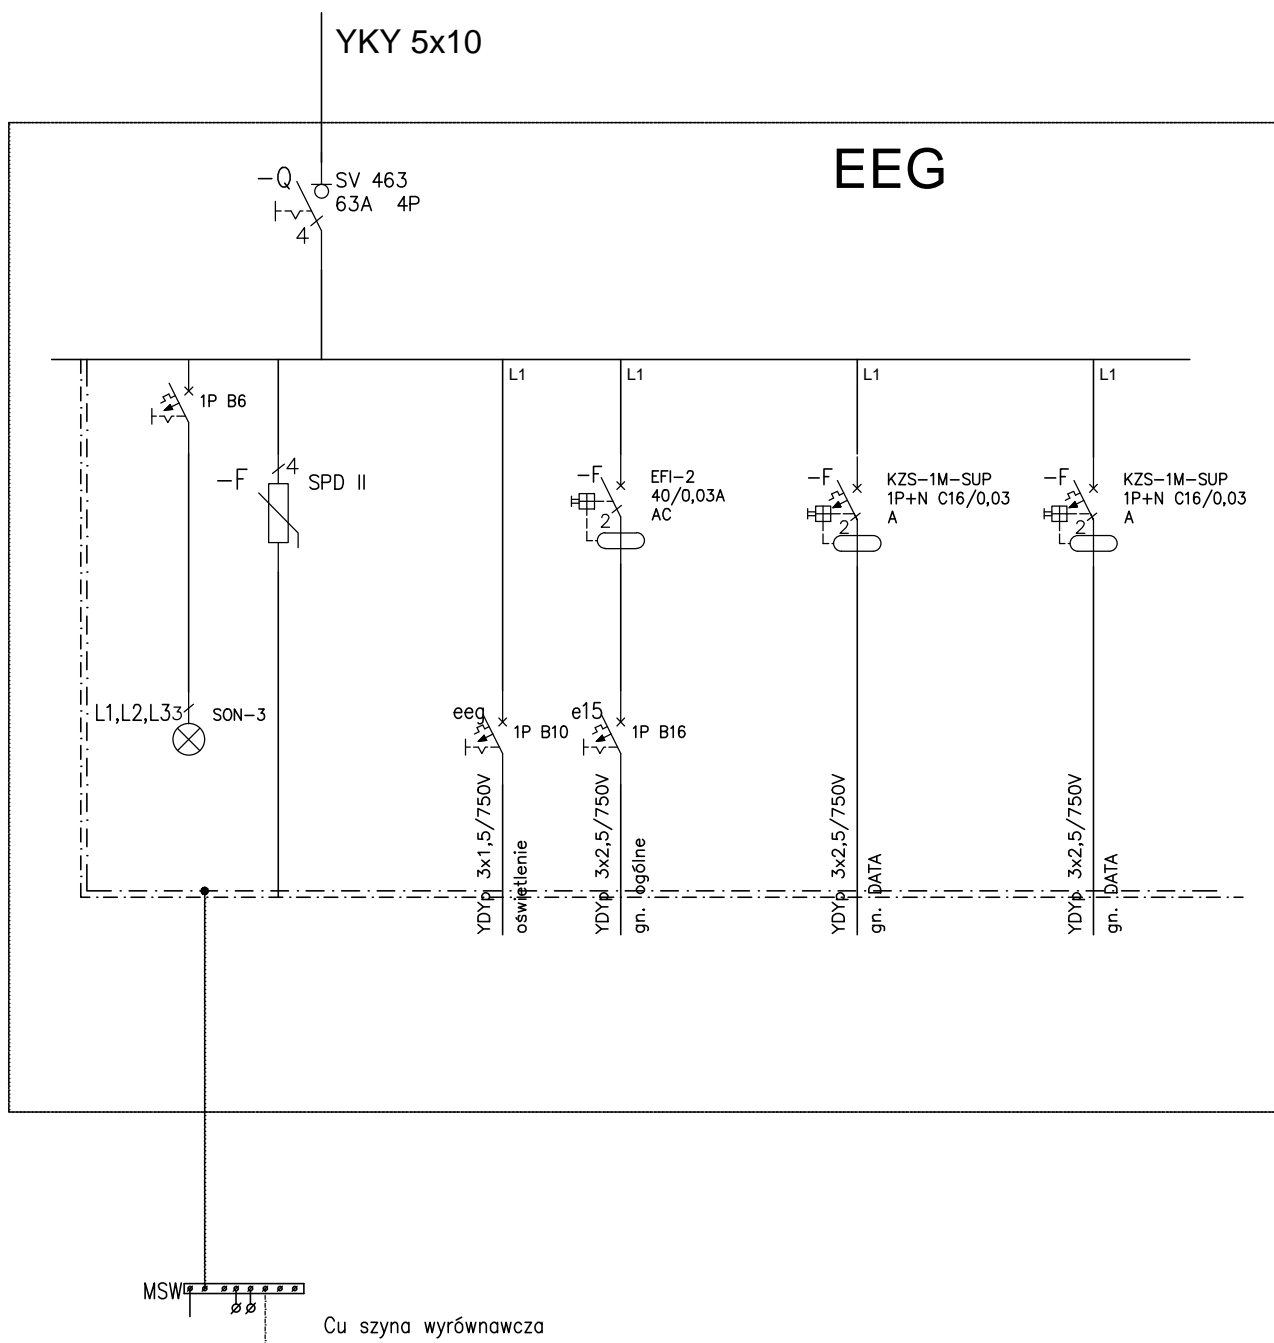 YKY 5x10
EEG
-Q
SV 463
63A 4P
4
L1
L1
L1
L1
1P B6
-F
4
SPD II
-F
EFI-2
40/0,03A
AC
2
-F
KZS-1M-SUP
1P+N C16/0,03
A
2
-F
KZS-1M-SUP
1P+N C16/0,03
A
2
L1,L2,L3
3
SON-3
eeg
1P B10
e15
1P B16
YDYp 3x1,5/750V
oświetlenie
YDYp 3x2,5/750V
gn. ogólne
YDYp 3x2,5/750V
gn. DATA
YDYp 3x2,5/750V
gn. DATA
MSW
Cu szyna wyrównawcza